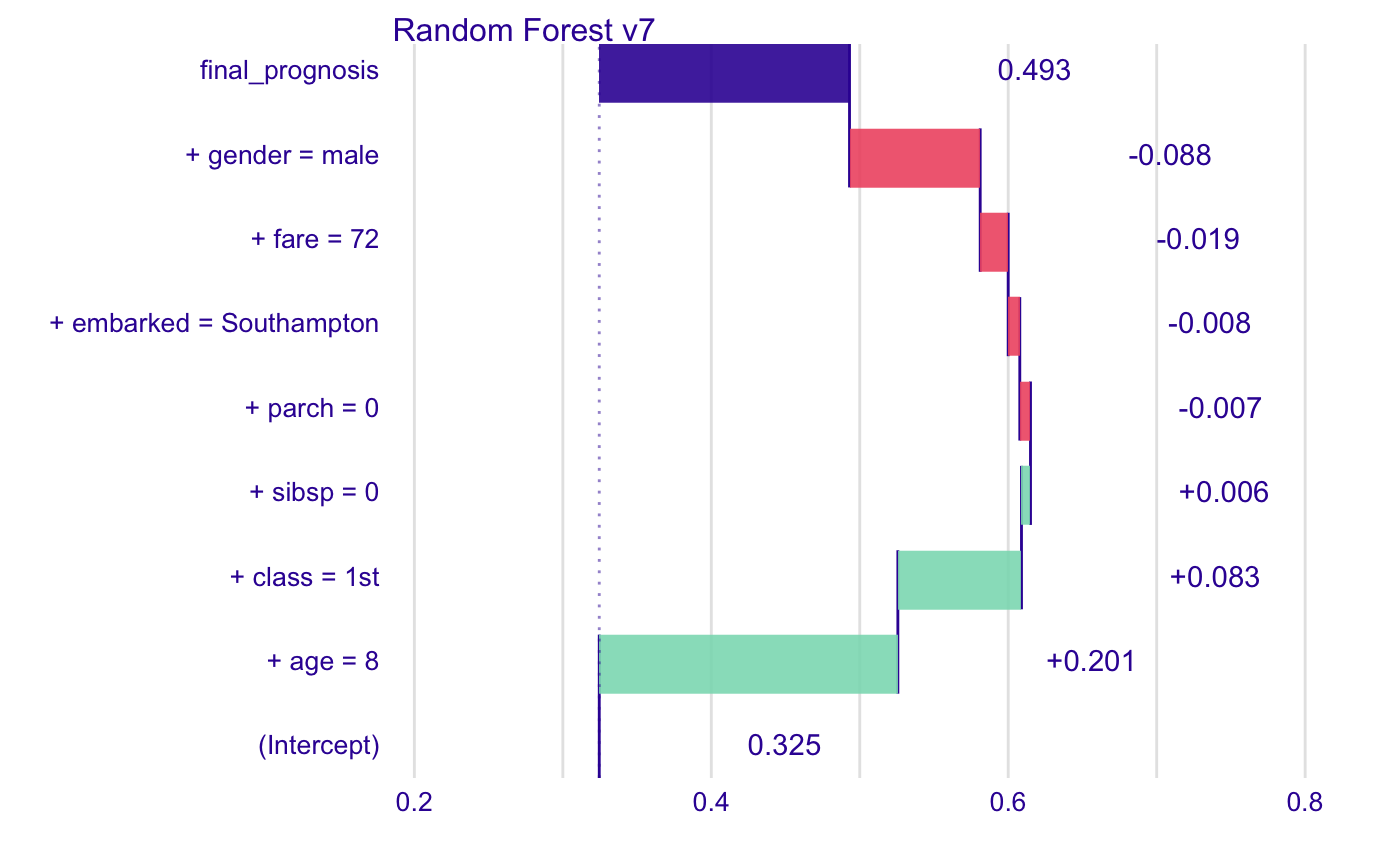 Random Forest v7
final_prognosis 0.493
+ gender = male -0.088
+ fare = 72 -0.019
+ embarked = Southampton -0.008
+ parch = 0 -0.007
+ sibsp = 0 +0.006
+ class = 1st +0.083
+ age = 8 +0.201
(Intercept) 0.325
0.2 0.4 0.6 0.8